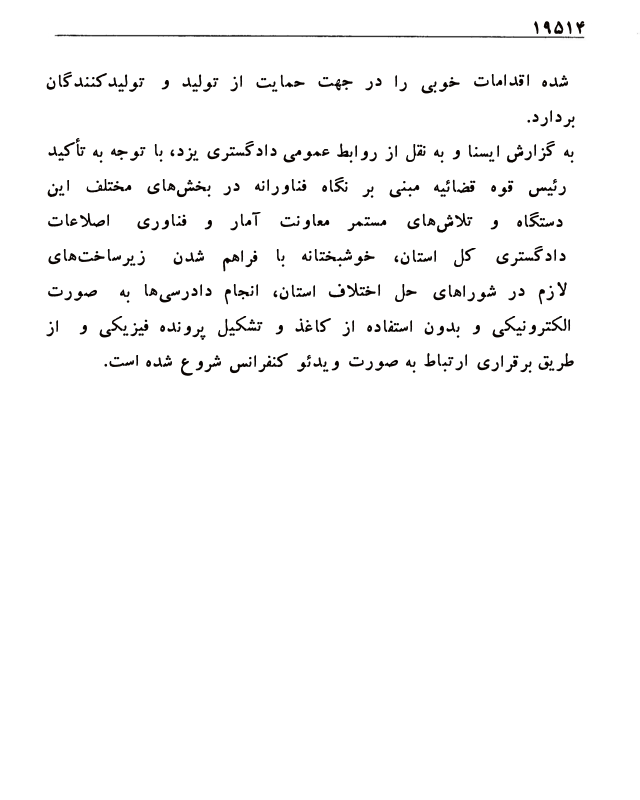 ۱۹۵۱۴
شده اقدامات خوبی را در جهت حمایت از تولید و تولیدکنندگان
بردارد.
به گزارش ایسنا و به نقل از روابط عمومی دادگستری یزد، با توجه به تأکید
رئیس قوه قضائیه مبنی بر نگاه فناورانه در بخش‌های مختلف این
دستگاه و تلاش‌های مستمر معاونت آمار و فناوری اصلاعات
دادگستری کل استان، خوشبختانه با فراهم شدن زیرساخت‌های
لازم در شوراهای حل اختلاف استان، انجام دادرسی‌ها به صورت
الکترونیکی و بدون استفاده از کاغذ و تشکیل پرونده فیزیکی و از
طریق برقراری ارتباط به صورت ویدئو کنفرانس شروع شده است.